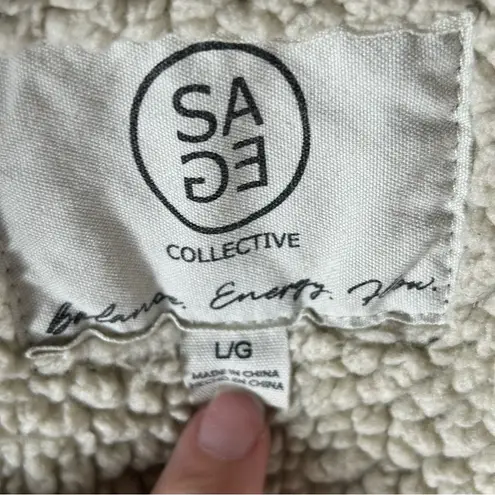 SA
GE
COLLECTIVE
Balance. Energy. Flow.
L/G
MADE IN CHINA
HECHO EN CHINA